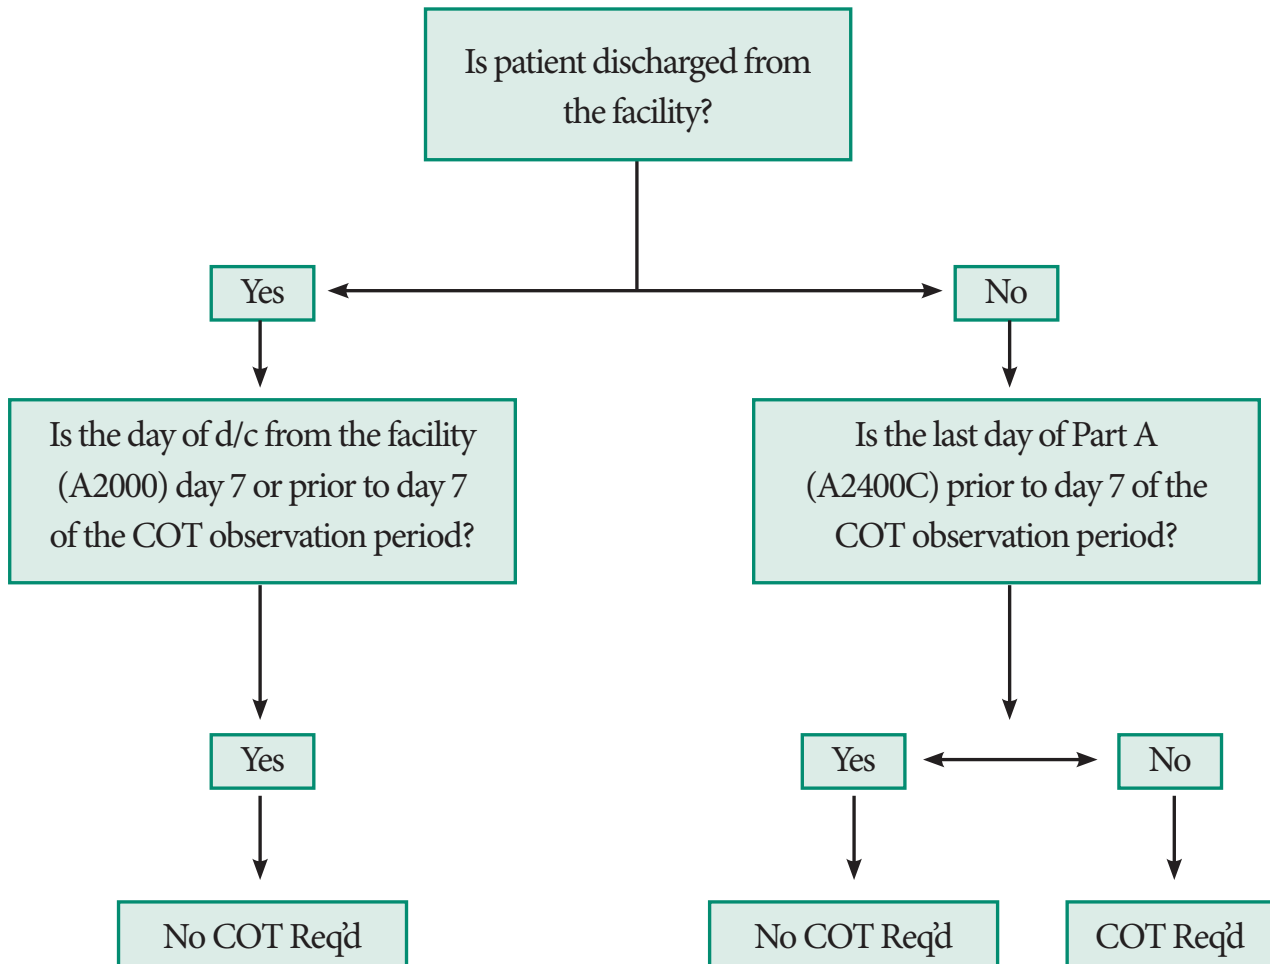 Is patient discharged from
the facility?
Yes
No
Is the day of d/c from the facility
(A2000) day 7 or prior to day 7
of the COT observation period?
Is the last day of Part A
(A2400C) prior to day 7 of the
COT observation period?
Yes
Yes
No
No COT Req'd
No COT Req'd
COT Req'd